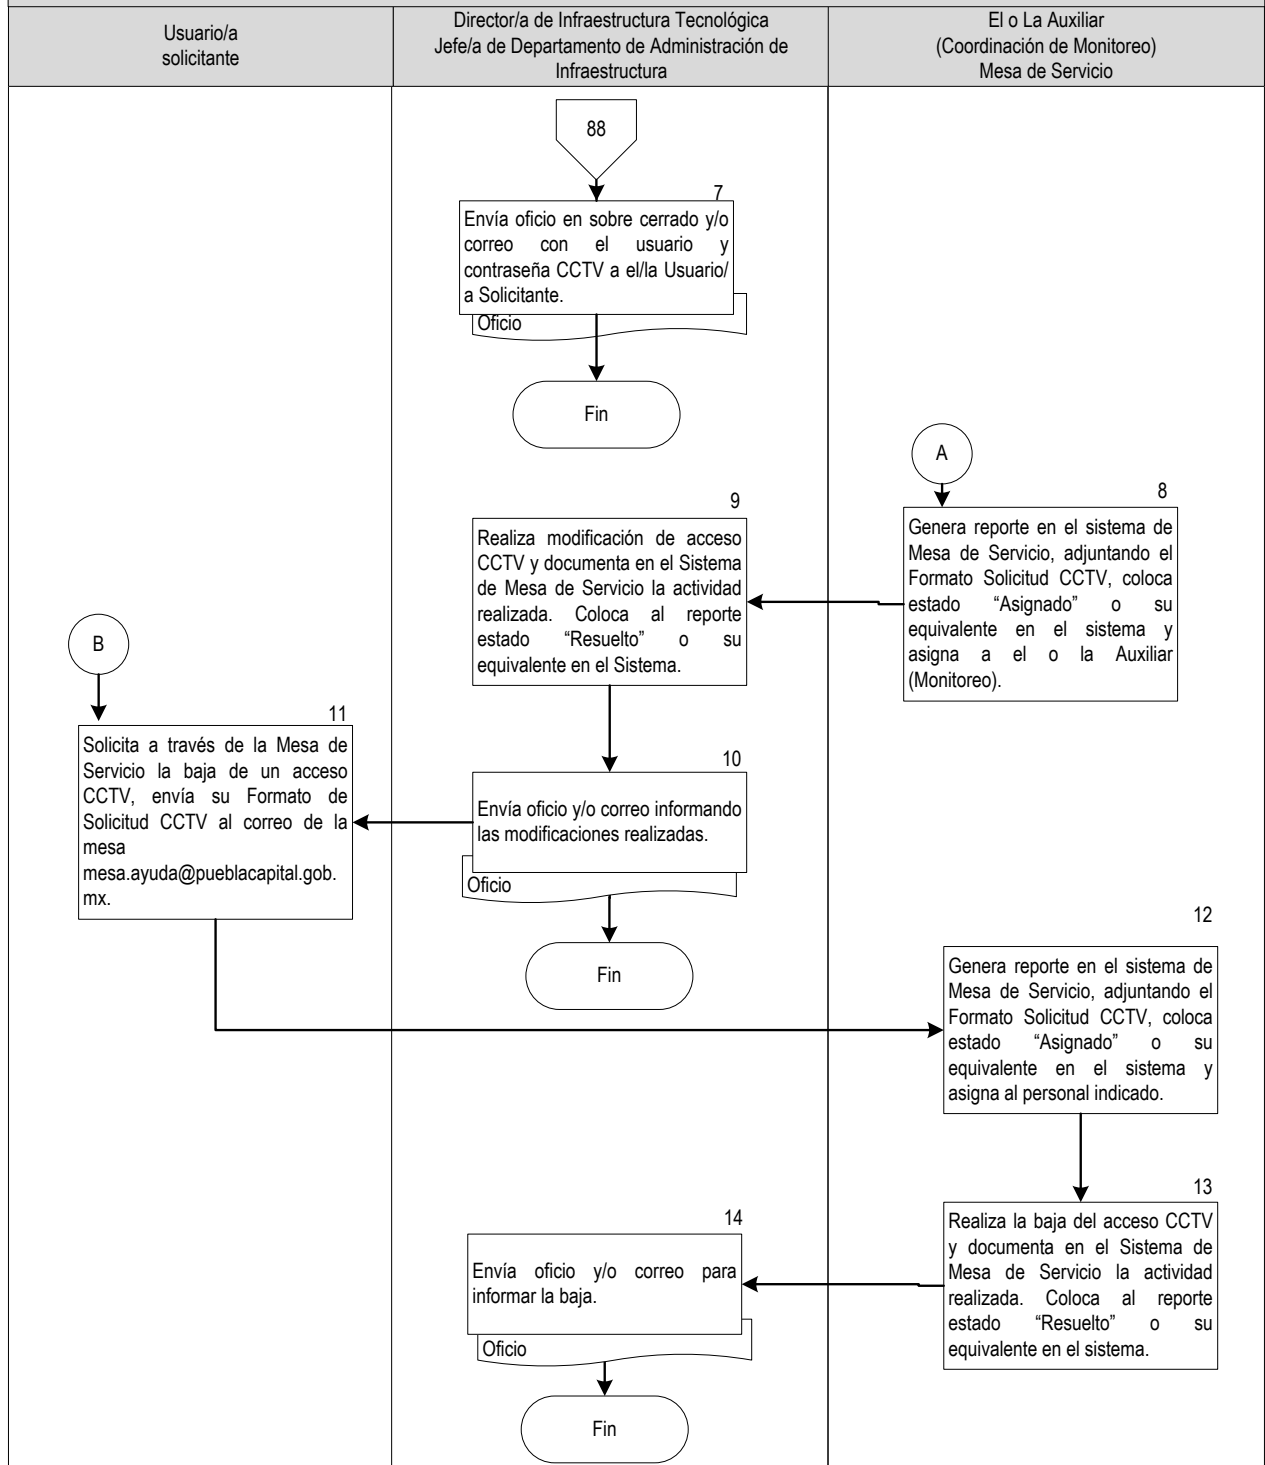 Usuario/a
solicitante
Director/a de Infraestructura Tecnológica
Jefe/a de Departamento de Administración de
Infraestructura
El o La Auxiliar
(Coordinación de Monitoreo)
Mesa de Servicio
88
7
Envía oficio en sobre cerrado y/o
correo con el usuario y
contraseña CCTV a el/la Usuario/
a Solicitante.
Oficio
Fin
A
8
Genera reporte en el sistema de
Mesa de Servicio, adjuntando el
Formato Solicitud CCTV, coloca
estado “Asignado” o su
equivalente en el sistema y
asigna a el o la Auxiliar
(Monitoreo).
9
Realiza modificación de acceso
CCTV y documenta en el Sistema
de Mesa de Servicio la actividad
realizada. Coloca al reporte
estado “Resuelto” o su
equivalente en el Sistema.
10
Envía oficio y/o correo informando
las modificaciones realizadas.
Oficio
Fin
B
11
Solicita a través de la Mesa de
Servicio la baja de un acceso
CCTV, envía su Formato de
Solicitud CCTV al correo de la
mesa
mesa.ayuda@pueblacapital.gob.
mx.
12
Genera reporte en el sistema de
Mesa de Servicio, adjuntando el
Formato Solicitud CCTV, coloca
estado “Asignado” o su
equivalente en el sistema y
asigna al personal indicado.
13
Realiza la baja del acceso CCTV
y documenta en el Sistema de
Mesa de Servicio la actividad
realizada. Coloca al reporte
estado “Resuelto” o su
equivalente en el sistema.
14
Envía oficio y/o correo para
informar la baja.
Oficio
Fin